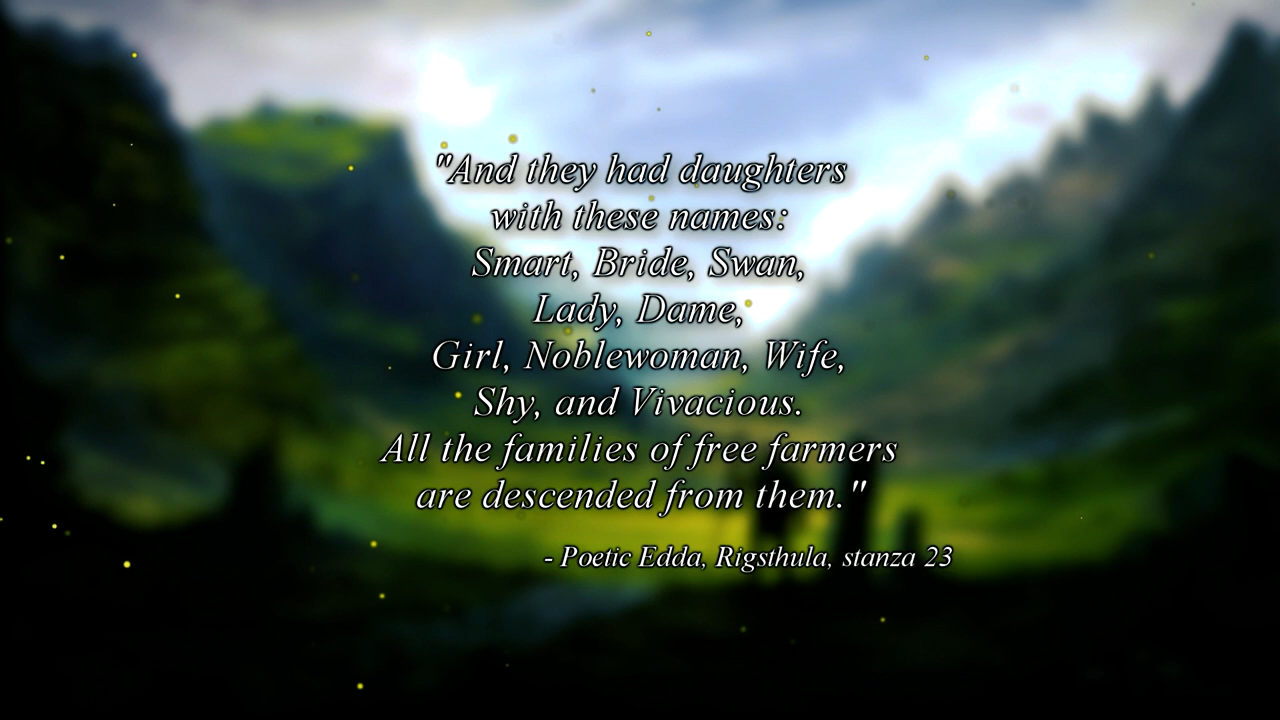 "And they had daughters
with these names:
Smart, Bride, Swan,
Lady, Dame,
Girl, Noblewoman, Wife,
Shy, and Vivacious.
All the families of free farmers
are descended from them."
- Poetic Edda, Rigsthula, stanza 23